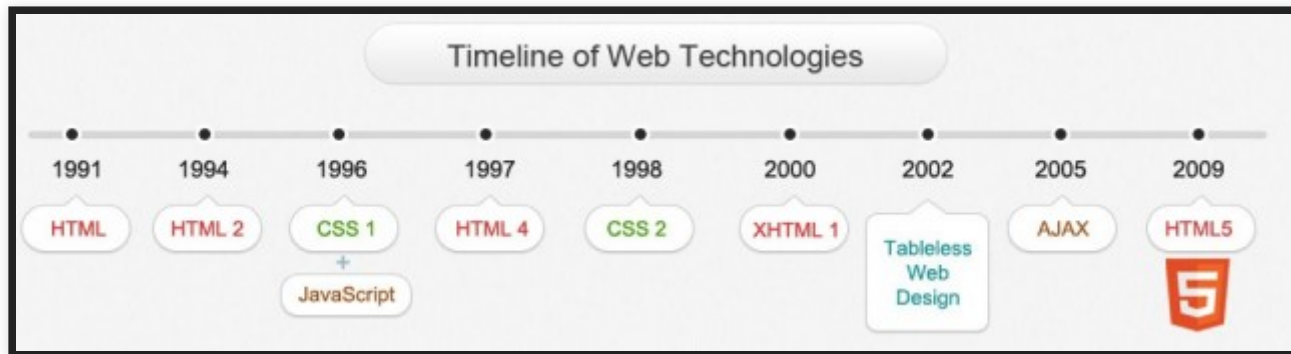 Timeline of Web Technologies
1991 1994 1996 1997 1998 2000 2002 2005 2009
HTML HTML 2 CSS 1 HTML 4 CSS 2 XHTML 1 Tableless AJAX HTML5
Web
Design
+
JavaScript
5